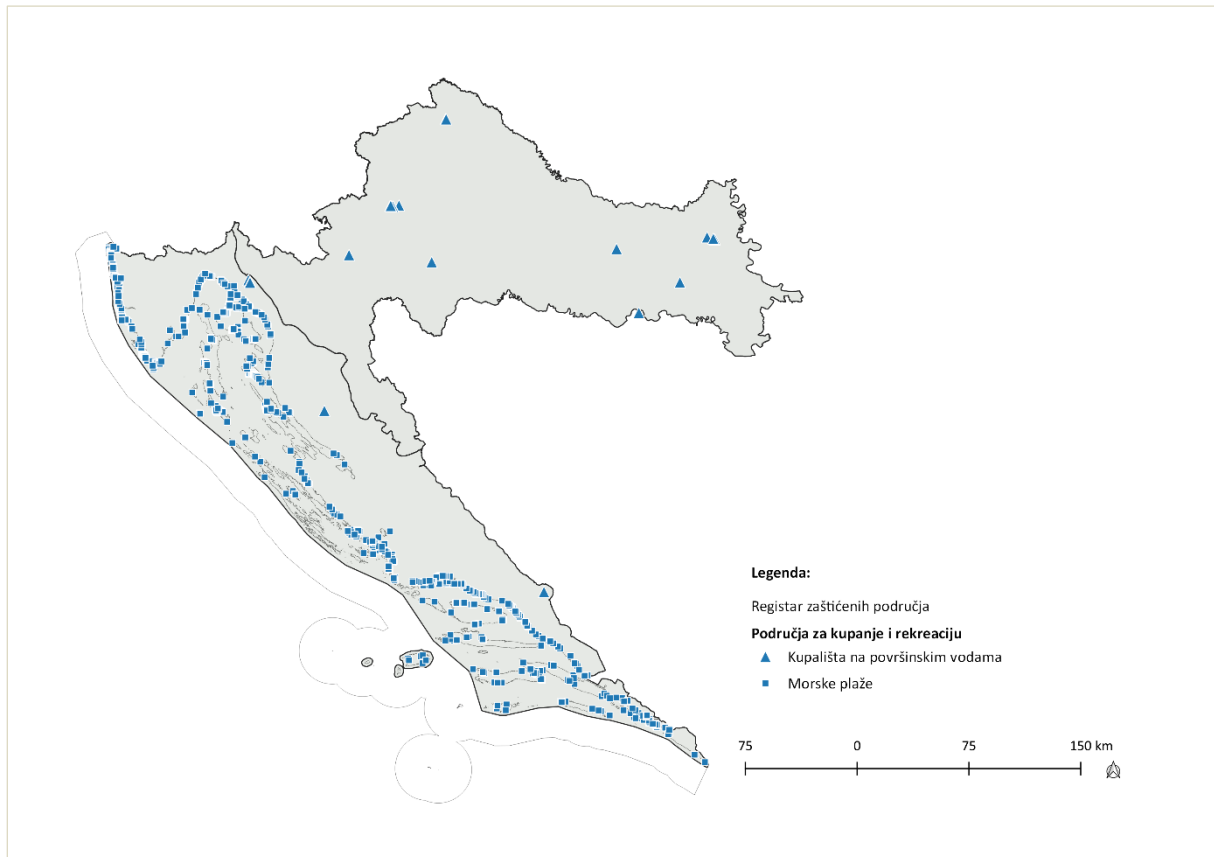 Legenda:
Registar zaštićenih područja
Područja za kupanje i rekreaciju
Kupališta na površinskim vodama
Morske plaže
75 0 75 150 km